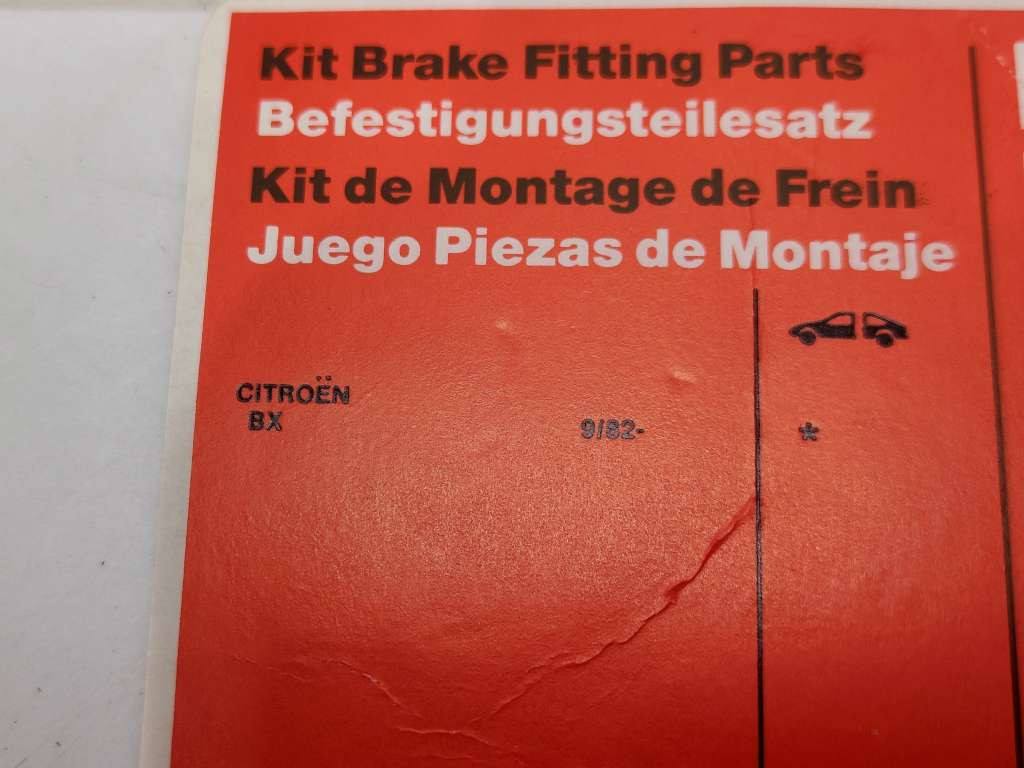 Kit Brake Fitting Parts
Befestigungsteilesatz
Kit de Montage de Frein
Juego Piezas de Montaje
CITROËN
BX 9/82- *